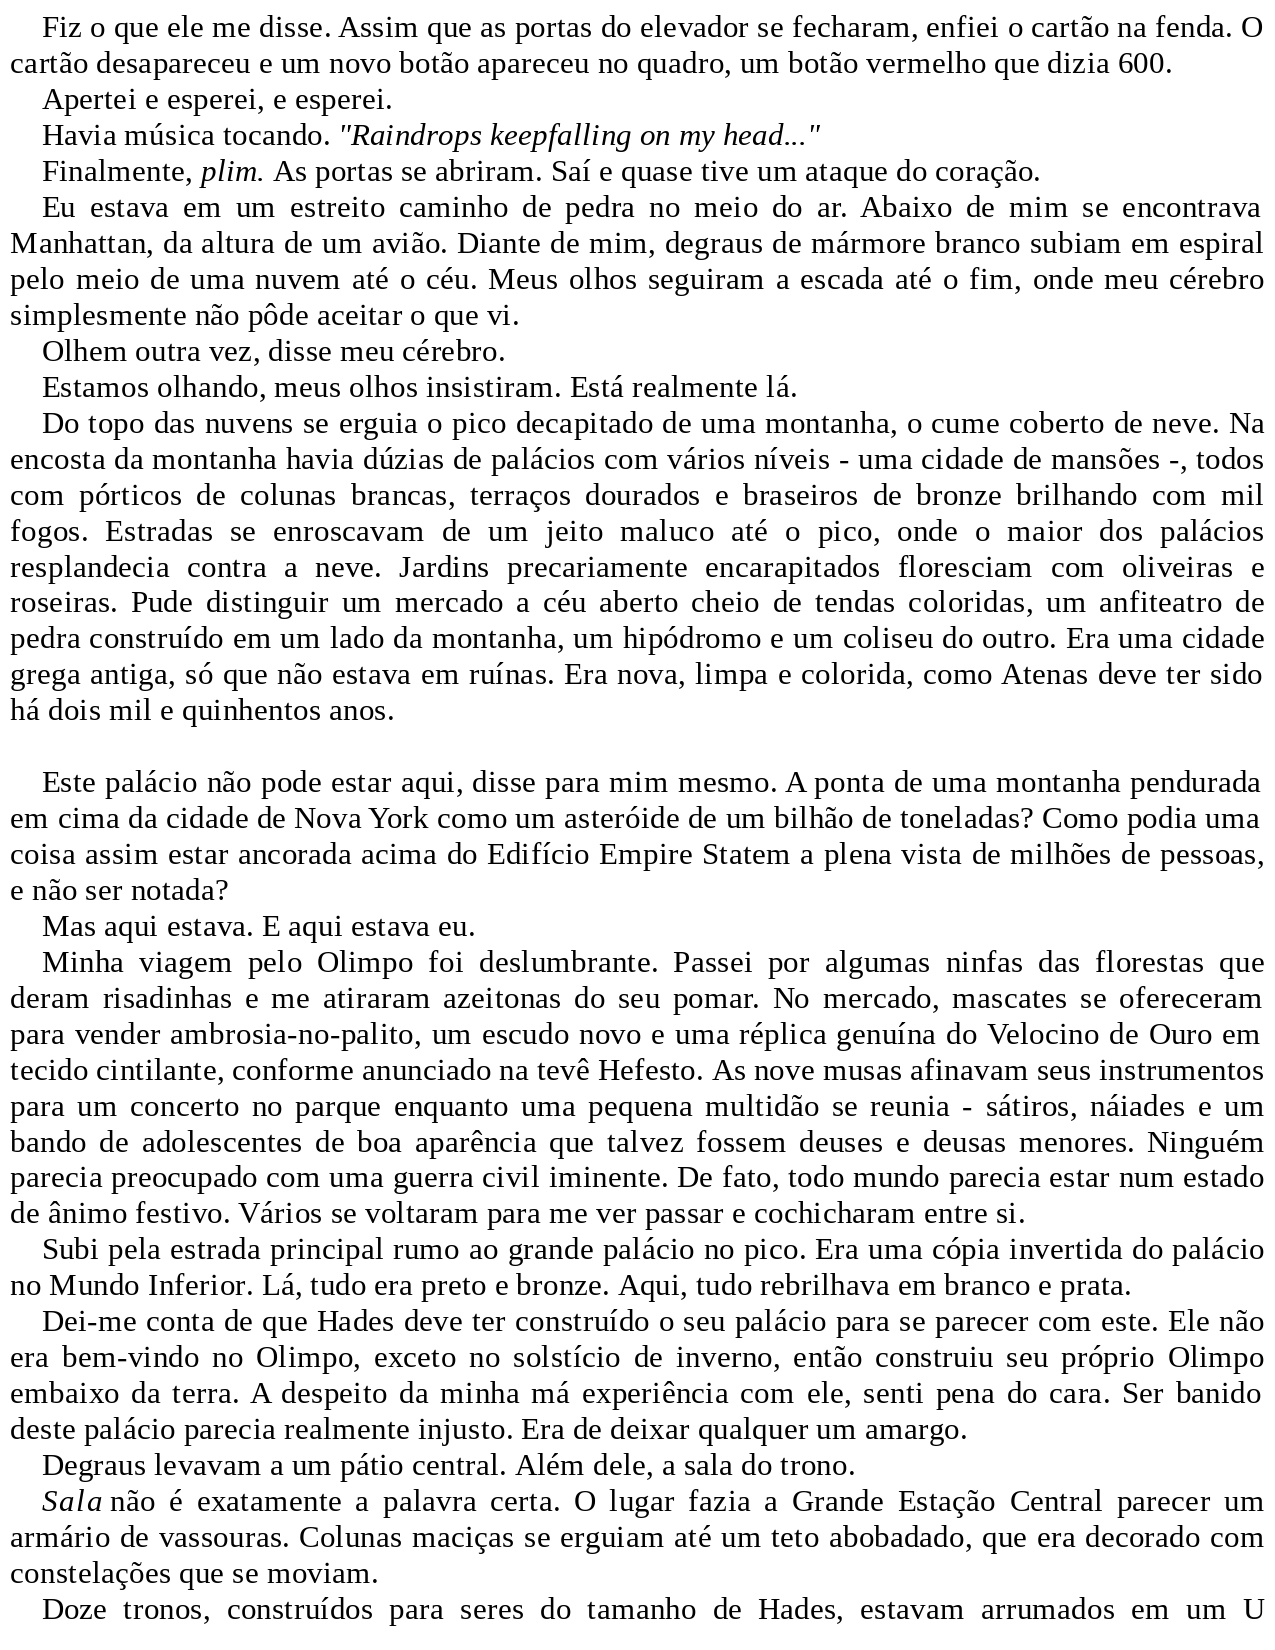 Fiz o que ele me disse. Assim que as portas do elevador se fecharam, enfiei o cartão na fenda. O
cartão desapareceu e um novo botão apareceu no quadro, um botão vermelho que dizia 600.
Apertei e esperei, e esperei.
Havia música tocando. "Raindrops keepfalling on my head..."
Finalmente, plim. As portas se abriram. Saí e quase tive um ataque do coração.
Eu estava em um estreito caminho de pedra no meio do ar. Abaixo de mim se encontrava
Manhattan, da altura de um avião. Diante de mim, degraus de mármore branco subiam em espiral
pelo meio de uma nuvem até o céu. Meus olhos seguiram a escada até o fim, onde meu cérebro
simplesmente não pôde aceitar o que vi.
Olhem outra vez, disse meu cérebro.
Estamos olhando, meus olhos insistiram. Está realmente lá.
Do topo das nuvens se erguia o pico decapitado de uma montanha, o cume coberto de neve. Na
encosta da montanha havia dúzias de palácios com vários níveis - uma cidade de mansões -, todos
com pórticos de colunas brancas, terraços dourados e braseiros de bronze brilhando com mil
fogos. Estradas se enroscavam de um jeito maluco até o pico, onde o maior dos palácios
resplandecia contra a neve. Jardins precariamente encarapitados floresciam com oliveiras e
roseiras. Pude distinguir um mercado a céu aberto cheio de tendas coloridas, um anfiteatro de
pedra construído em um lado da montanha, um hipódromo e um coliseu do outro. Era uma cidade
grega antiga, só que não estava em ruínas. Era nova, limpa e colorida, como Atenas deve ter sido
há dois mil e quinhentos anos.
Este palácio não pode estar aqui, disse para mim mesmo. A ponta de uma montanha pendurada
em cima da cidade de Nova York como um asteróide de um bilhão de toneladas? Como podia uma
coisa assim estar ancorada acima do Edifício Empire Statem a plena vista de milhões de pessoas,
e não ser notada?
Mas aqui estava. E aqui estava eu.
Minha viagem pelo Olimpo foi deslumbrante. Passei por algumas ninfas das florestas que
deram risadinhas e me atiraram azeitonas do seu pomar. No mercado, mascates se ofereceram
para vender ambrosia-no-palito, um escudo novo e uma réplica genuína do Velocino de Ouro em
tecido cintilante, conforme anunciado na tevê Hefesto. As nove musas afinavam seus instrumentos
para um concerto no parque enquanto uma pequena multidão se reunia - sátiros, náiades e um
bando de adolescentes de boa aparência que talvez fossem deuses e deusas menores. Ninguém
parecia preocupado com uma guerra civil iminente. De fato, todo mundo parecia estar num estado
de ânimo festivo. Vários se voltaram para me ver passar e cochicharam entre si.
Subi pela estrada principal rumo ao grande palácio no pico. Era uma cópia invertida do palácio
no Mundo Inferior. Lá, tudo era preto e bronze. Aqui, tudo rebrilhava em branco e prata.
Dei-me conta de que Hades deve ter construído o seu palácio para se parecer com este. Ele não
era bem-vindo no Olimpo, exceto no solstício de inverno, então construiu seu próprio Olimpo
embaixo da terra. A despeito da minha má experiência com ele, senti pena do cara. Ser banido
deste palácio parecia realmente injusto. Era de deixar qualquer um amargo.
Degraus levavam a um pátio central. Além dele, a sala do trono.
Sala não é exatamente a palavra certa. O lugar fazia a Grande Estação Central parecer um
armário de vassouras. Colunas maciças se erguiam até um teto abobadado, que era decorado com
constelações que se moviam.
Doze tronos, construídos para seres do tamanho de Hades, estavam arrumados em um U